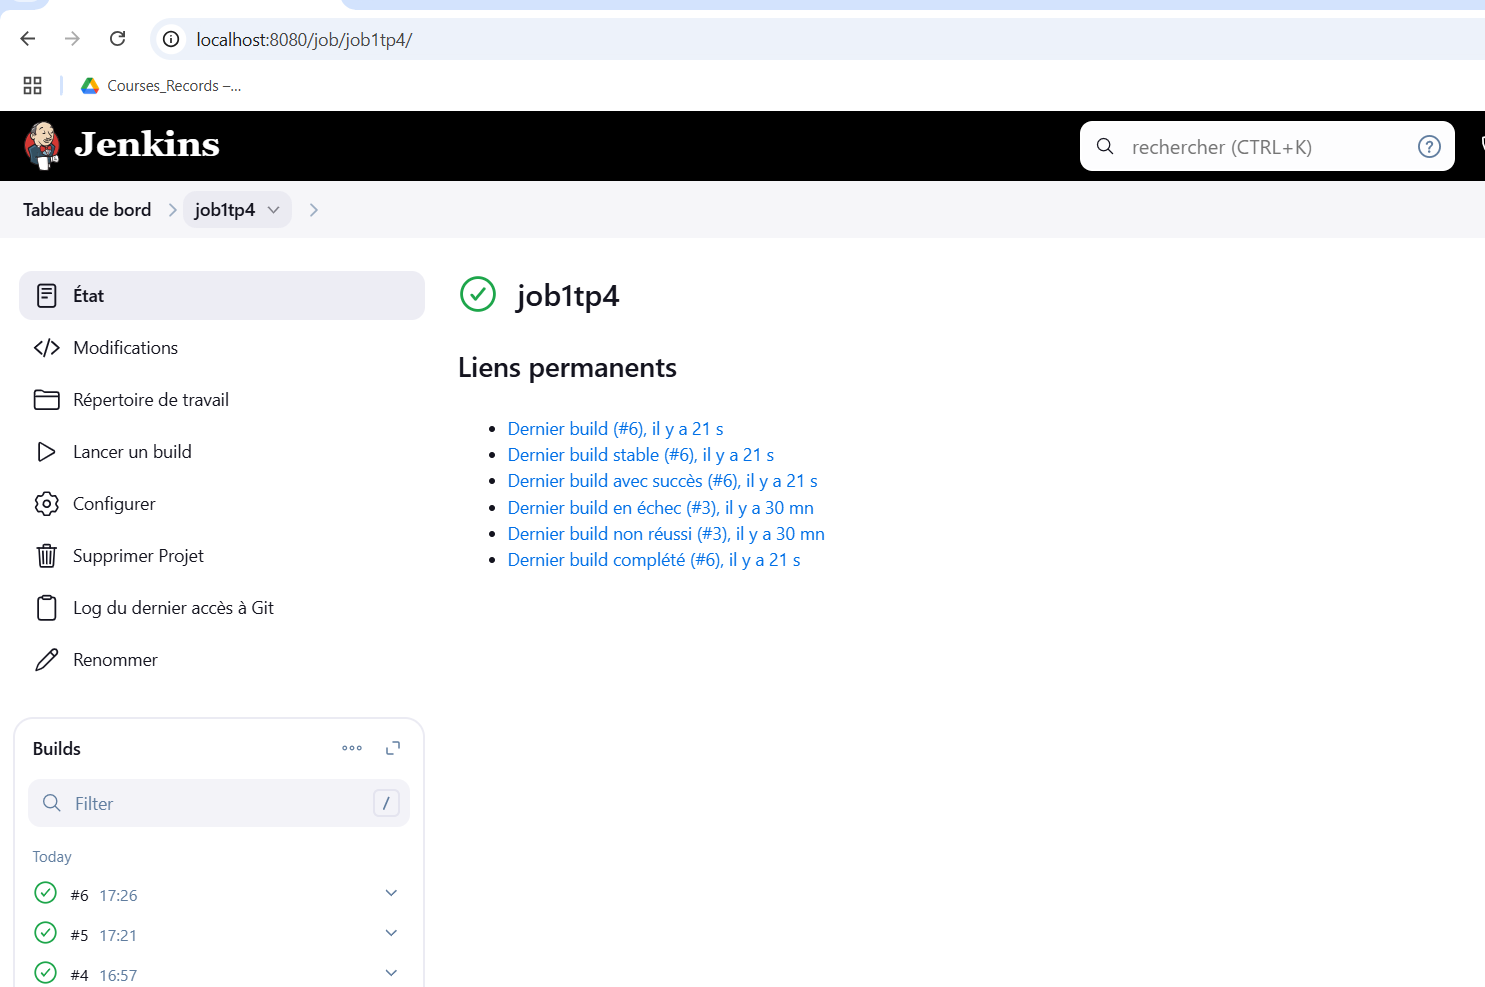 localhost:8080/job/job1tp4/
Courses_Records –...
Jenkins
rechercher (CTRL+K)
?
Tableau de bord
job1tp4
État
Modifications
Répertoire de travail
Lancer un build
Configurer
Supprimer Projet
Log du dernier accès à Git
Renommer
job1tp4
Liens permanents
Dernier build (#6), il y a 21 s
Dernier build stable (#6), il y a 21 s
Dernier build avec succès (#6), il y a 21 s
Dernier build en échec (#3), il y a 30 mn
Dernier build non réussi (#3), il y a 30 mn
Dernier build complété (#6), il y a 21 s
Builds
Filter /
Today
#6 17:26
#5 17:21
#4 16:57